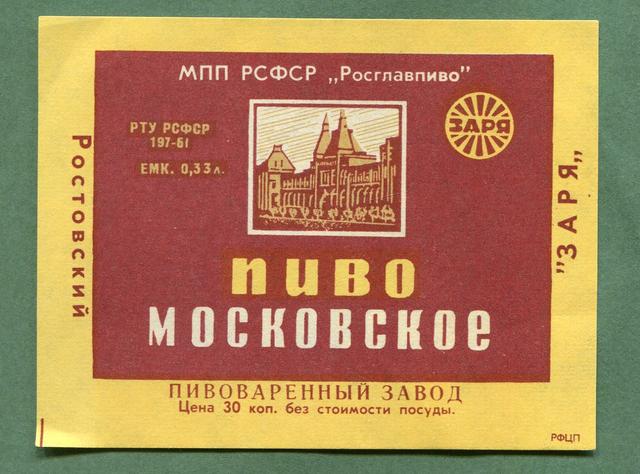 МПП РСФСР „Росглавпиво"
РТУ РСФСР
197-61
ЕМК. 0,33л.
ЗАРЯ
Ростовский
"ЗАРЯ„
пиво
московское
ПИВОВАРЕННЫЙ ЗАВОД
Цена 30 коп. без стоимости посуды.
РФЦП